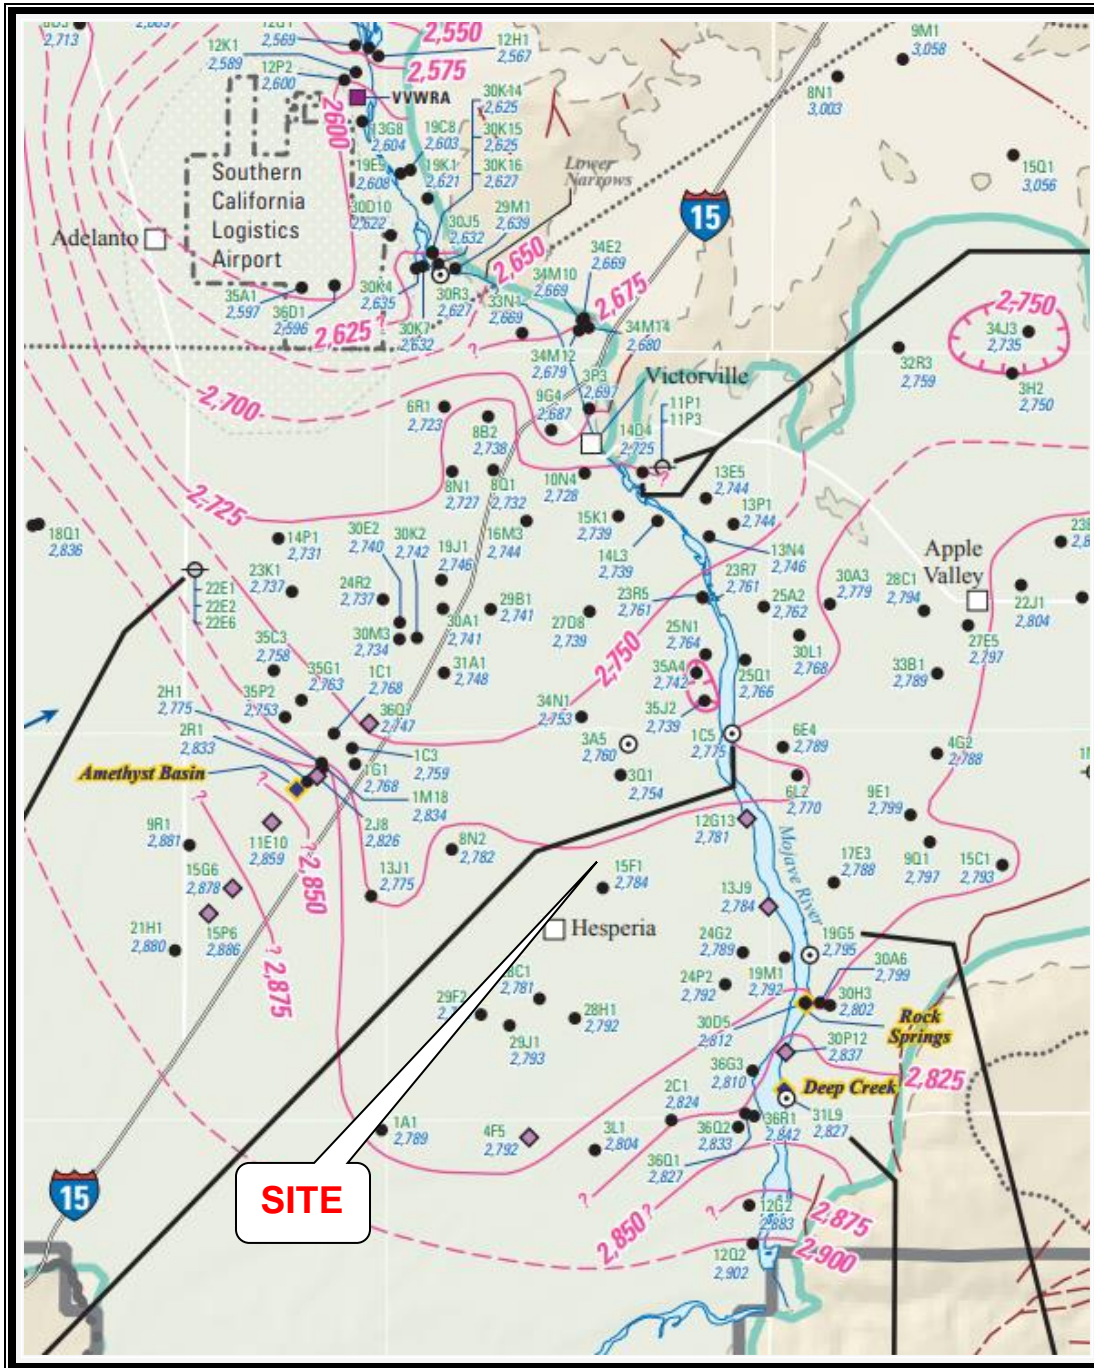 2,713
12K1
2,589
12P2
2,600
2,569
2,550
2,575
12H1
2,567
VVWRA
9M1
3,058
8N1
3,003
15Q1
3,056
2600
13G8
2,604
19C8
2,603
19E9
2,608
19K1
2,621
30K14
2,625
30K15
2,625
30K16
2,627
Lower
Narrows
15
Southern
California
Logistics
Airport
Adelanto
30D10
2,622
30J5
2,632
29M1
2,639
2,650
34E2
2,669
34M10
2,669
2,675
35A1
2,597
36D1
2,596
2,625
?
30K4
2,635
30K7
2,632
30R3
2,627
33N1
2,669
?
34M14
2,680
34M12
2,679
3P3
2,697
2,750
34J3
2,735
32R3
2,759
3H2
2,750
2,700
6R1
2,723
8B2
2,738
9G4
2,687
Victorville
14D4
2,725
11P1
11P3
?
2,725
8N1
2,727
8Q1
2,732
10N4
2,728
13E5
2,744
13P1
2,744
18Q1
2,836
14P1
2,731
30E2
2,740
30K2
2,742
19J1
2,746
16M3
2,744
15K1
2,739
14L3
2,739
13N4
2,746
Apple
Valley
22E1
22E2
22E6
23K1
2,737
24R2
2,737
30A1
2,741
29B1
2,741
27D8
2,739
23R5
2,761
23R7
2,761
25A2
2,762
30A3
2,779
28C1
2,794
22J1
2,804
27E5
2,797
30M3
2,734
35C3
2,758
35G1
2,763
1C1
2,768
31A1
2,748
2,750
25N1
2,764
35A4
2,742
25Q1
2,766
30L1
2,768
33B1
2,789
2H1
2,775
35P2
2,753
36Q1
2,747
34N1
2,753
35J2
2,739
2R1
2,833
Amethyst Basin
1C3
2,759
1G1
2,768
1M18
2,834
2J8
2,826
3A5
2,760
3Q1
2,754
1C5
2,775
6E4
2,789
6L2
2,770
4G2
2,788
?
?
9R1
2,881
11E10
2,859
8N2
2,782
12G13
2,781
Mojave River
9E1
2,799
9Q1
2,797
15C1
2,793
17E3
2,788
15G6
2,878
15P6
2,886
?
2,850
13J1
2,775
15F1
2,784
13J9
2,784
21H1
2,880
?
2,875
Hesperia
24G2
2,789
19G5
2,795
24P2
2,792
19M1
2,792
30A6
2,799
30H3
2,802
29F2
2,781
28H1
2,792
29J1
2,793
30D5
2,812
Rock
Springs
30P12
2,837
2,825
36G3
2,810
Deep Creek
1A1
2,789
4F5
2,792
3L1
2,804
2C1
2,824
36Q2
2,833
36R1
2,842
31L9
2,827
36Q1
2,827
SITE
15
?
2,850
?
?
12G2
2,883
2,875
12Q2
2,902
2,900